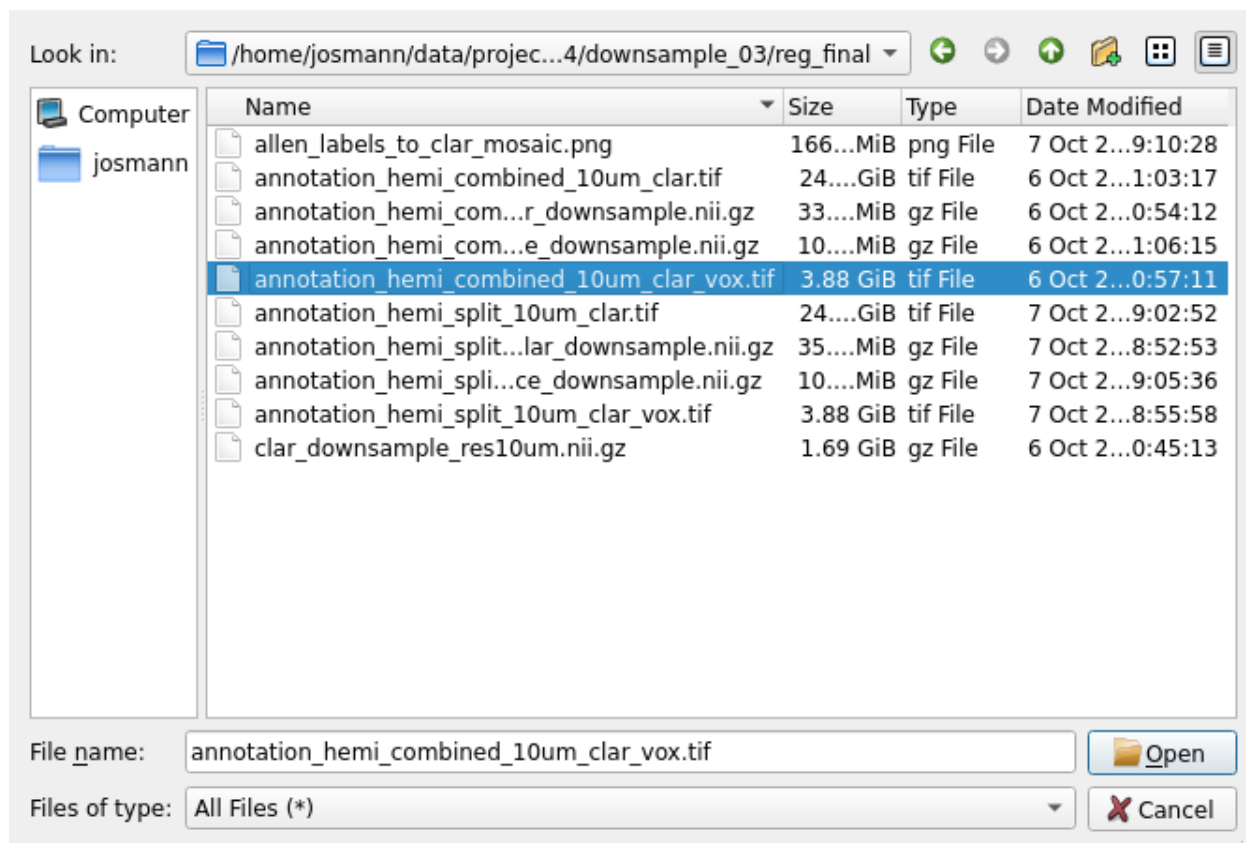 Look in: /home/josmann/data/projec...4/downsample_03/reg_final
Computer
josmann
Name Size Type Date Modified
allen_labels_to_clar_mosaic.png 166...MiB png File 7 Oct 2...9:10:28
annotation_hemi_combined_10um_clar.tif 24....GiB tif File 6 Oct 2...1:03:17
annotation_hemi_com...r_downsample.nii.gz 33....MiB gz File 6 Oct 2...0:54:12
annotation_hemi_com...e_downsample.nii.gz 10....MiB gz File 6 Oct 2...1:06:15
annotation_hemi_combined_10um_clar_vox.tif 3.88 GiB tif File 6 Oct 2...0:57:11
annotation_hemi_split_10um_clar.tif 24....GiB tif File 7 Oct 2...9:02:52
annotation_hemi_split...lar_downsample.nii.gz 35....MiB gz File 7 Oct 2...8:52:53
annotation_hemi_spli...ce_downsample.nii.gz 10....MiB gz File 7 Oct 2...9:05:36
annotation_hemi_split_10um_clar_vox.tif 3.88 GiB tif File 7 Oct 2...8:55:58
clar_downsample_res10um.nii.gz 1.69 GiB gz File 6 Oct 2...0:45:13
File name: annotation_hemi_combined_10um_clar_vox.tif Open
Files of type: All Files (*) Cancel